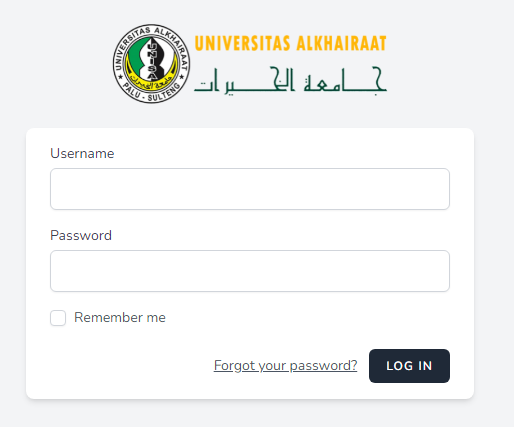 UNIVERSITAS ALKHAIRAAT
UNISA
PALU - SULTENG
UNIVERSITAS ALKHAIRAAT
جامعة الخيرات
Username
Password
Remember me
Forgot your password?
LOG IN